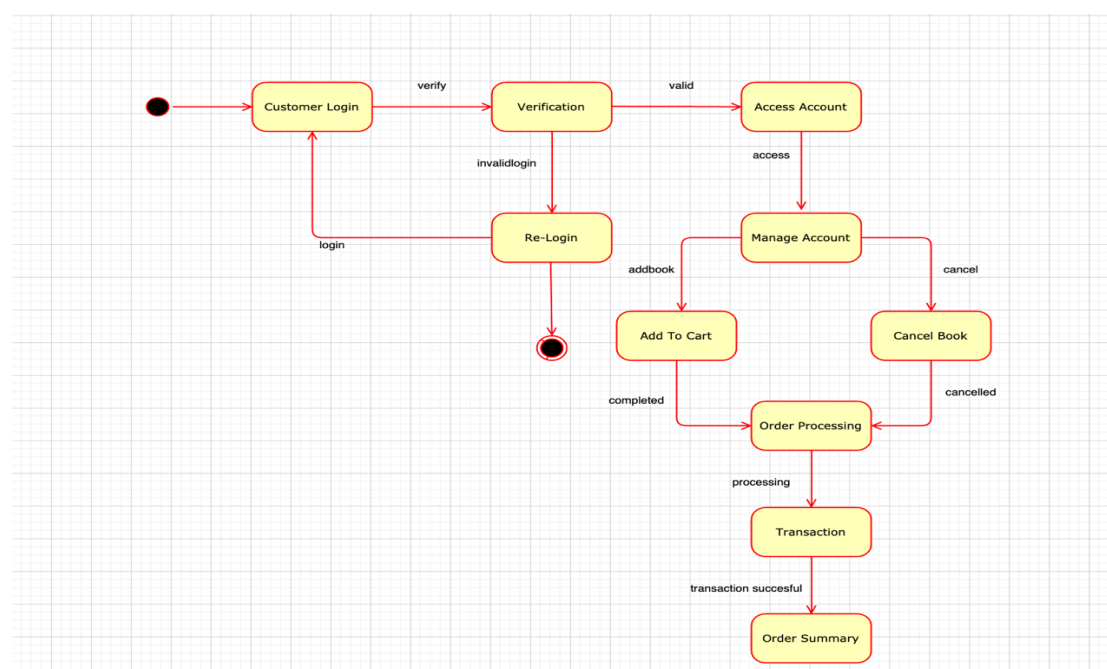 verify
valid
Customer Login
Verification
Access Account
invalidlogin
access
login
Re-Login
Manage Account
addbook
cancel
Add To Cart
Cancel Book
completed
cancelled
Order Processing
processing
Transaction
transaction succesful
Order Summary